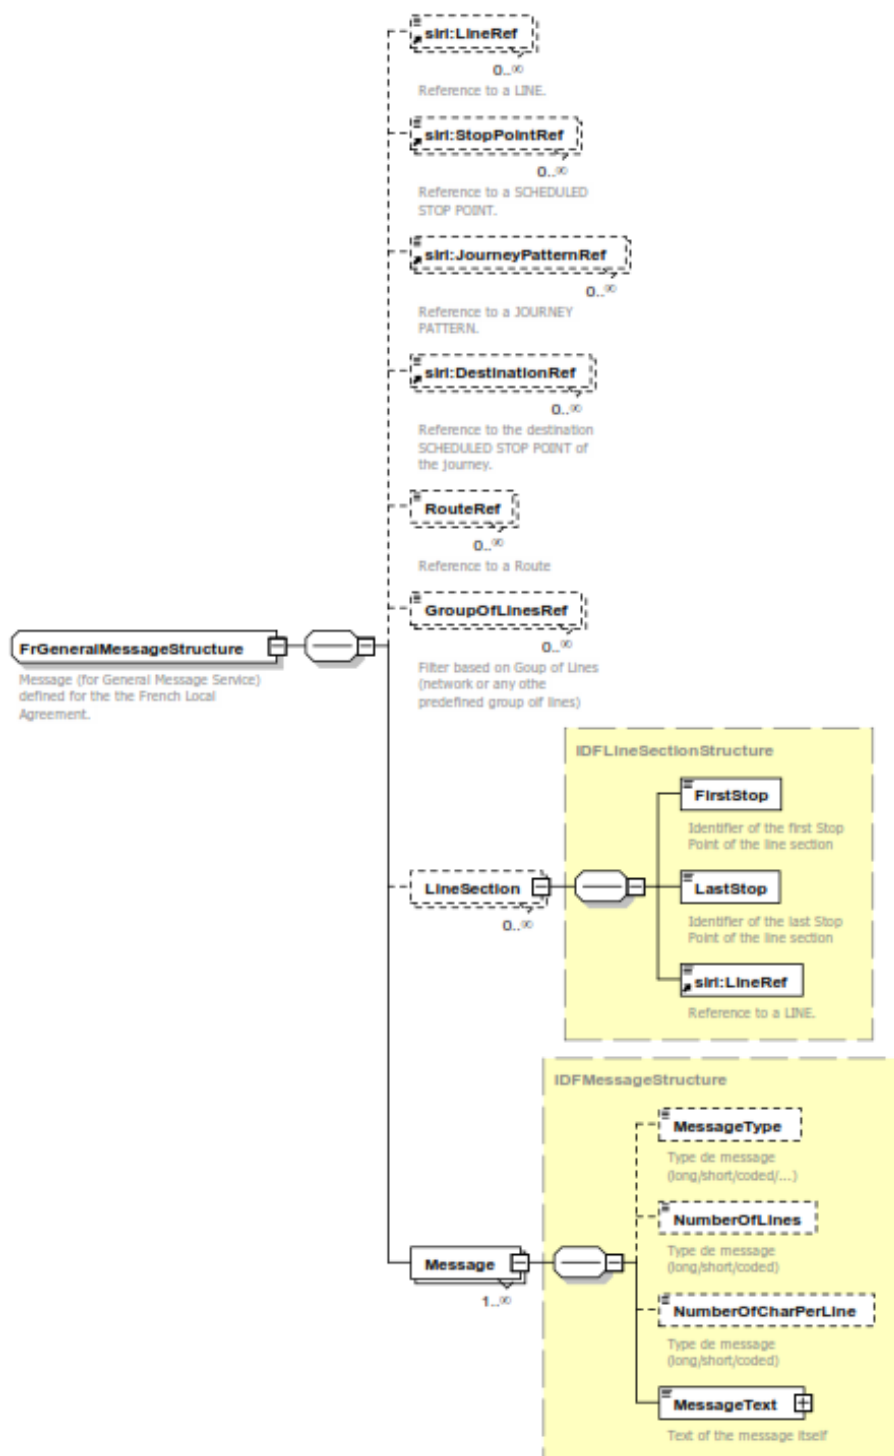 siri:LineRef
0..∞
Reference to a LINE.
siri:StopPointRef
0..∞
Reference to a SCHEDULED
STOP POINT.
siri:JourneyPatternRef
0..∞
Reference to a JOURNEY
PATTERN.
siri:DestinationRef
0..∞
Reference to the destination
SCHEDULED STOP POINT of
the journey.
RouteRef
0..∞
Reference to a Route
GroupOfLinesRef
0..∞
Filter based on Goup of Lines
(network or any othe
predefined group oif lines)
FrGeneralMessageStructure
Message (for General Message Service)
defined for the the French Local
Agreement.
IDFLineSectionStructure
FirstStop
Identifier of the first Stop
Point of the line section
LineSection
0..∞
LastStop
Identifier of the last Stop
Point of the line section
siri:LineRef
Reference to a LINE.
IDFMessageStructure
MessageType
Type de message
(long/short/coded/...)
NumberOfLines
Type de message
(long/short/coded)
Message
1..∞
NumberOfCharPerLine
Type de message
(long/short/coded)
MessageText
Text of the message itself